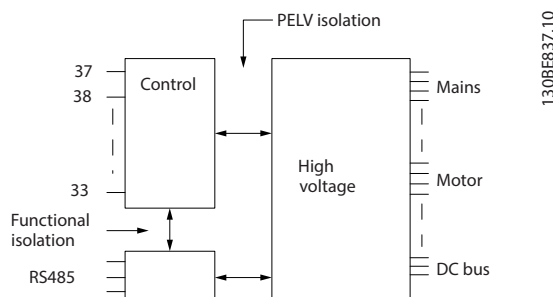 PELV isolation
130BE837.10
37
Control
Mains
38
High
voltage
Motor
33
Functional
isolation
DC bus
RS485